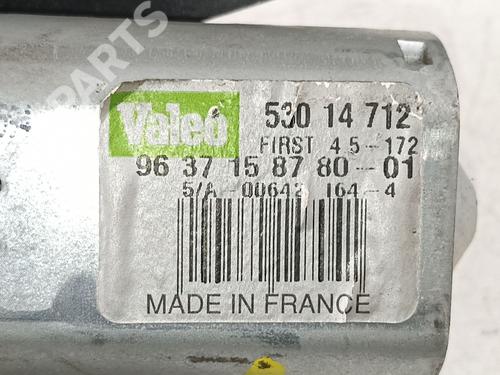 PARTS
Valeo 530 14 712
FIRST 4 5-172
96 37 15 87 80-01
5/A-00642 164-4
MADE IN FRANCE